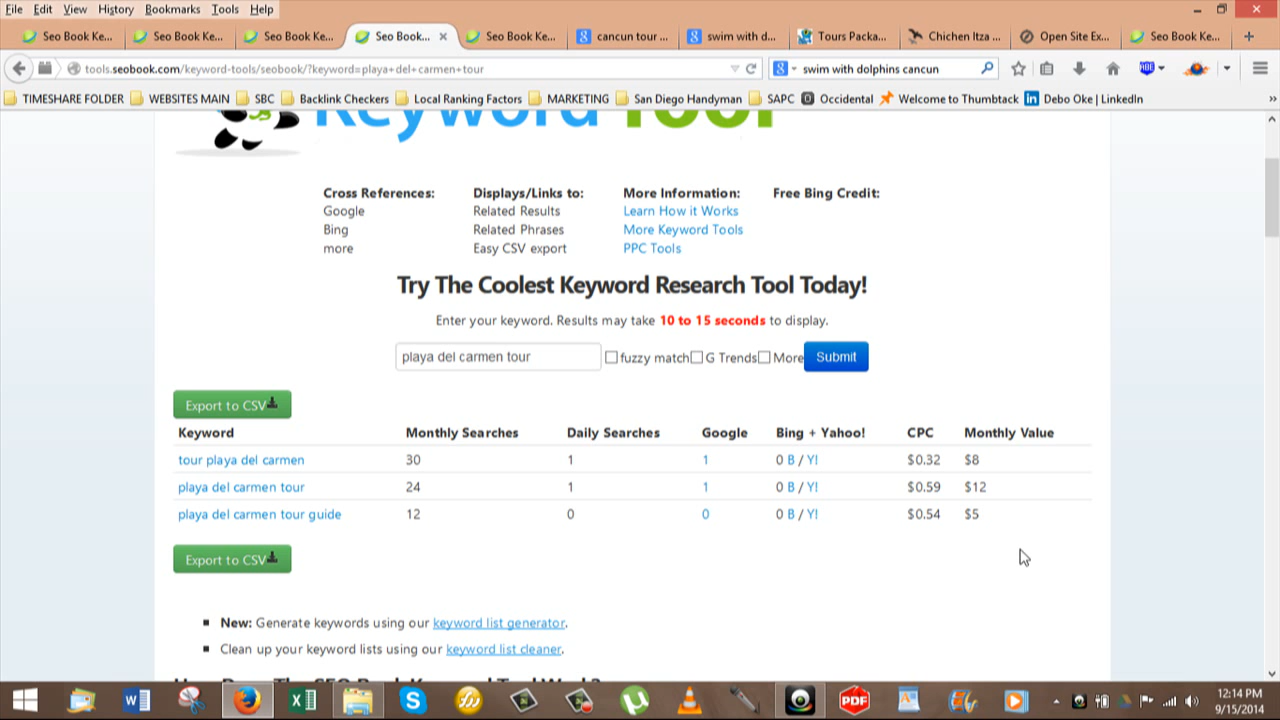 File Edit View History Bookmarks Tools Help
Seo Book Ke... Seo Book Ke... Seo Book Ke... Seo Book... Seo Book Ke... cancun tour ... swim with d... Tours Packa... Chichen Itza ... Open Site Ex... Seo Book Ke...
tools.seobook.com/keyword-tools/seobook/?keyword=playa+del+carmen+tour swim with dolphins cancun
TIMESHARE FOLDER WEBSITES MAIN SBC Backlink Checkers Local Ranking Factors MARKETING San Diego Handyman SAPC Occidental Welcome to Thumbtack Debo Oke | LinkedIn
Keyword Tool
Cross References: Displays/Links to: More Information: Free Bing Credit:
Google Related Results Learn How it Works
Bing Related Phrases More Keyword Tools
more Easy CSV export PPC Tools
Try The Coolest Keyword Research Tool Today!
Enter your keyword. Results may take 10 to 15 seconds to display.
playa del carmen tour fuzzy match G Trends More Submit
Export to CSV
Keyword Monthly Searches Daily Searches Google Bing + Yahoo! CPC Monthly Value
tour playa del carmen 30 1 1 0 B / Y! $0.32 $8
playa del carmen tour 24 1 1 0 B / Y! $0.59 $12
playa del carmen tour guide 12 0 0 0 B / Y! $0.54 $5
Export to CSV
New: Generate keywords using our keyword list generator.
Clean up your keyword lists using our keyword list cleaner.
12:14 PM
9/15/2014